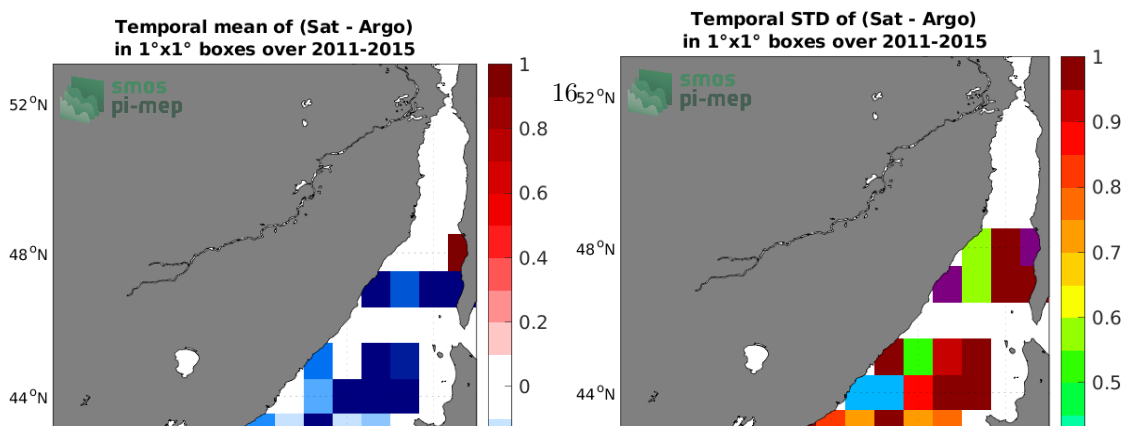 Temporal mean of (Sat - Argo)
in 1°x1° boxes over 2011-2015
smos
pi-mep
52°N
48°N
44°N
1
0.8
0.6
0.4
0.2
0
16
Temporal STD of (Sat - Argo)
in 1°x1° boxes over 2011-2015
smos
pi-mep
52°N
48°N
44°N
1
0.9
0.8
0.7
0.6
0.5